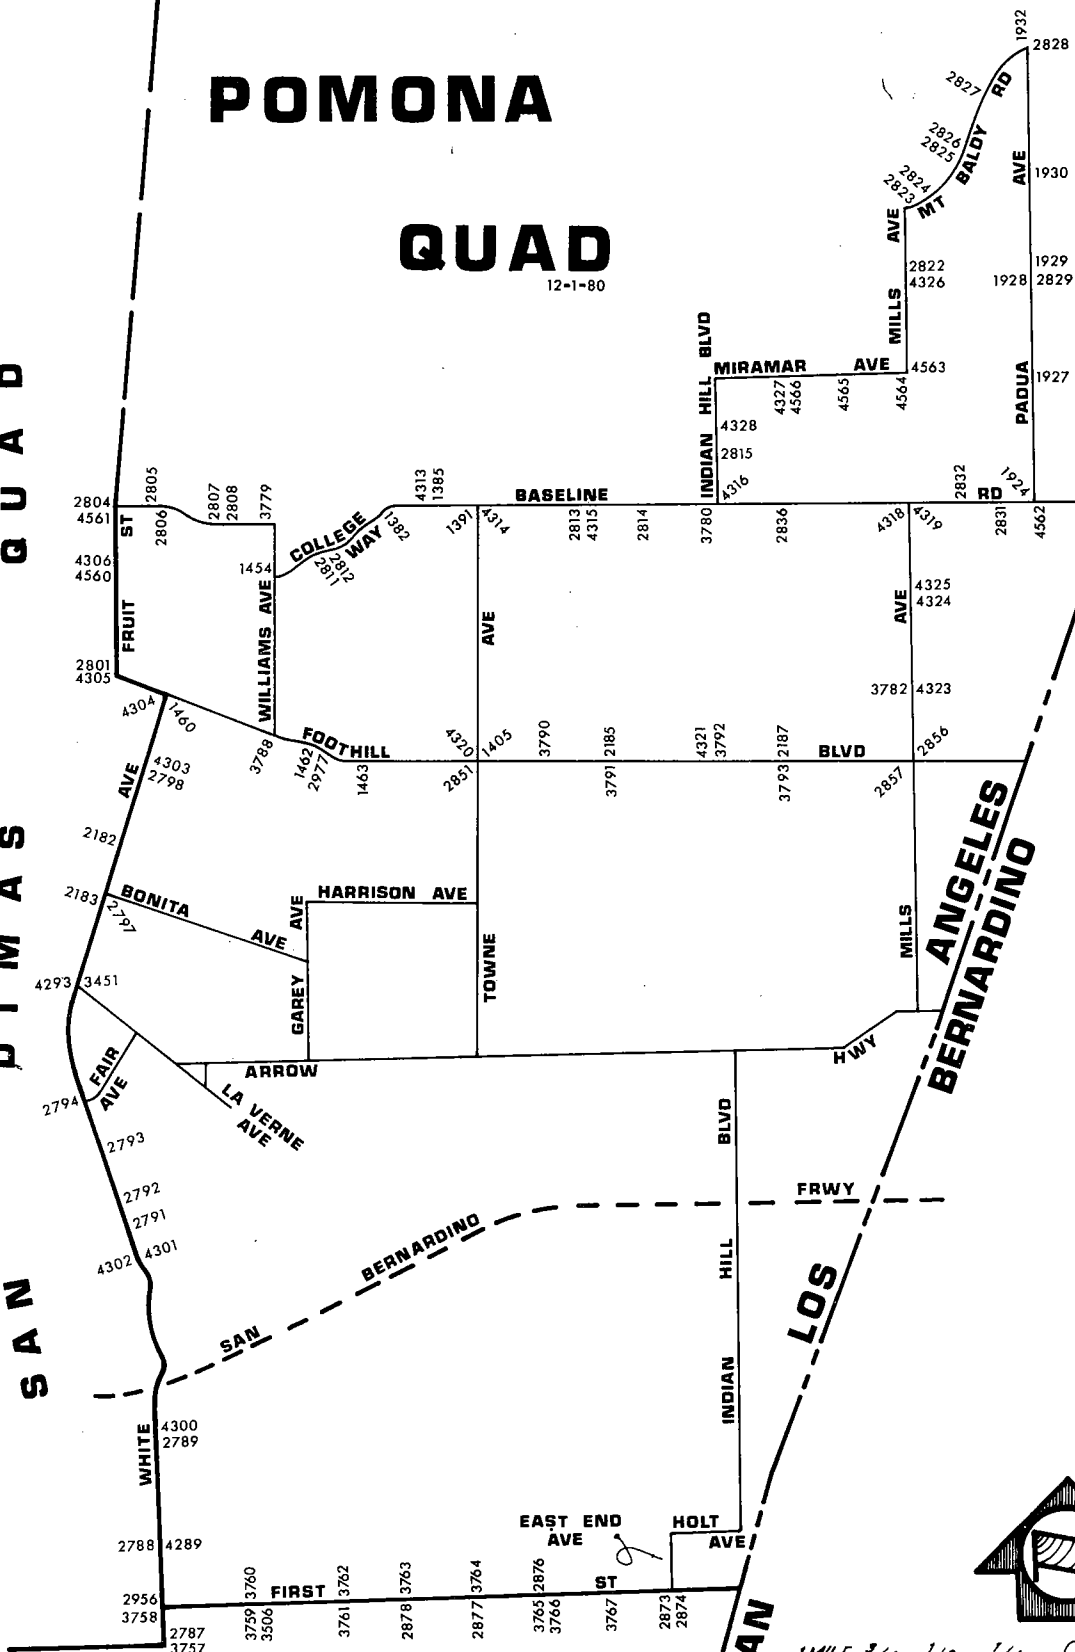 POMONA
QUAD
12-1-80
1932
2828
2827
RD
2826
2825
BALDY
2824
2823
MT
AVE
1930
AVE
2822
4326
1929
1928 2829
MILLS
INDIAN HILL BLVD
MIRAMAR AVE
4563
4327
4566
4565
4564
1927
PADUA
4328
2815
4316
QUAD
2804
4561
2805
2806
2807
2808
3779
4313
1385
BASELINE RD
2832
1924
ST
4306
4560
1454
COLLEGE WAY
1382
2812
2811
1391
4314
2813
4315
2814
3780
2836
4318
4319
2831
4562
FRUIT
WILLIAMS AVE
AVE
AVE
4325
4324
2801
4305
3782 4323
4304
1460
3788
FOOTHILL BLVD
1462
2977
1463
4320
1405
2851
3790
2185
3791
4321
3792
2187
3793
2856
2857
AVE
4303
2798
2182
2183
2797
BONITA AVE
HARRISON AVE
GAREY AVE
TOWNE
MILLS
LOS ANGELES
SAN BERNARDINO
SAN DIMAS
4293 3451
FAIR AVE
ARROW HWY
LA VERNE AVE
2794
2793
2792
2791
4302 4301
SAN BERNARDINO FRWY
INDIAN HILL BLVD
WHITE
4300
2789
2788 4289
EAST END AVE
HOLT AVE
2956
3758
FIRST ST
3760
3759
3506
3762
3761
3763
2878
3764
2877
2876
3765
3766
3767
2873
2874
2787
3757